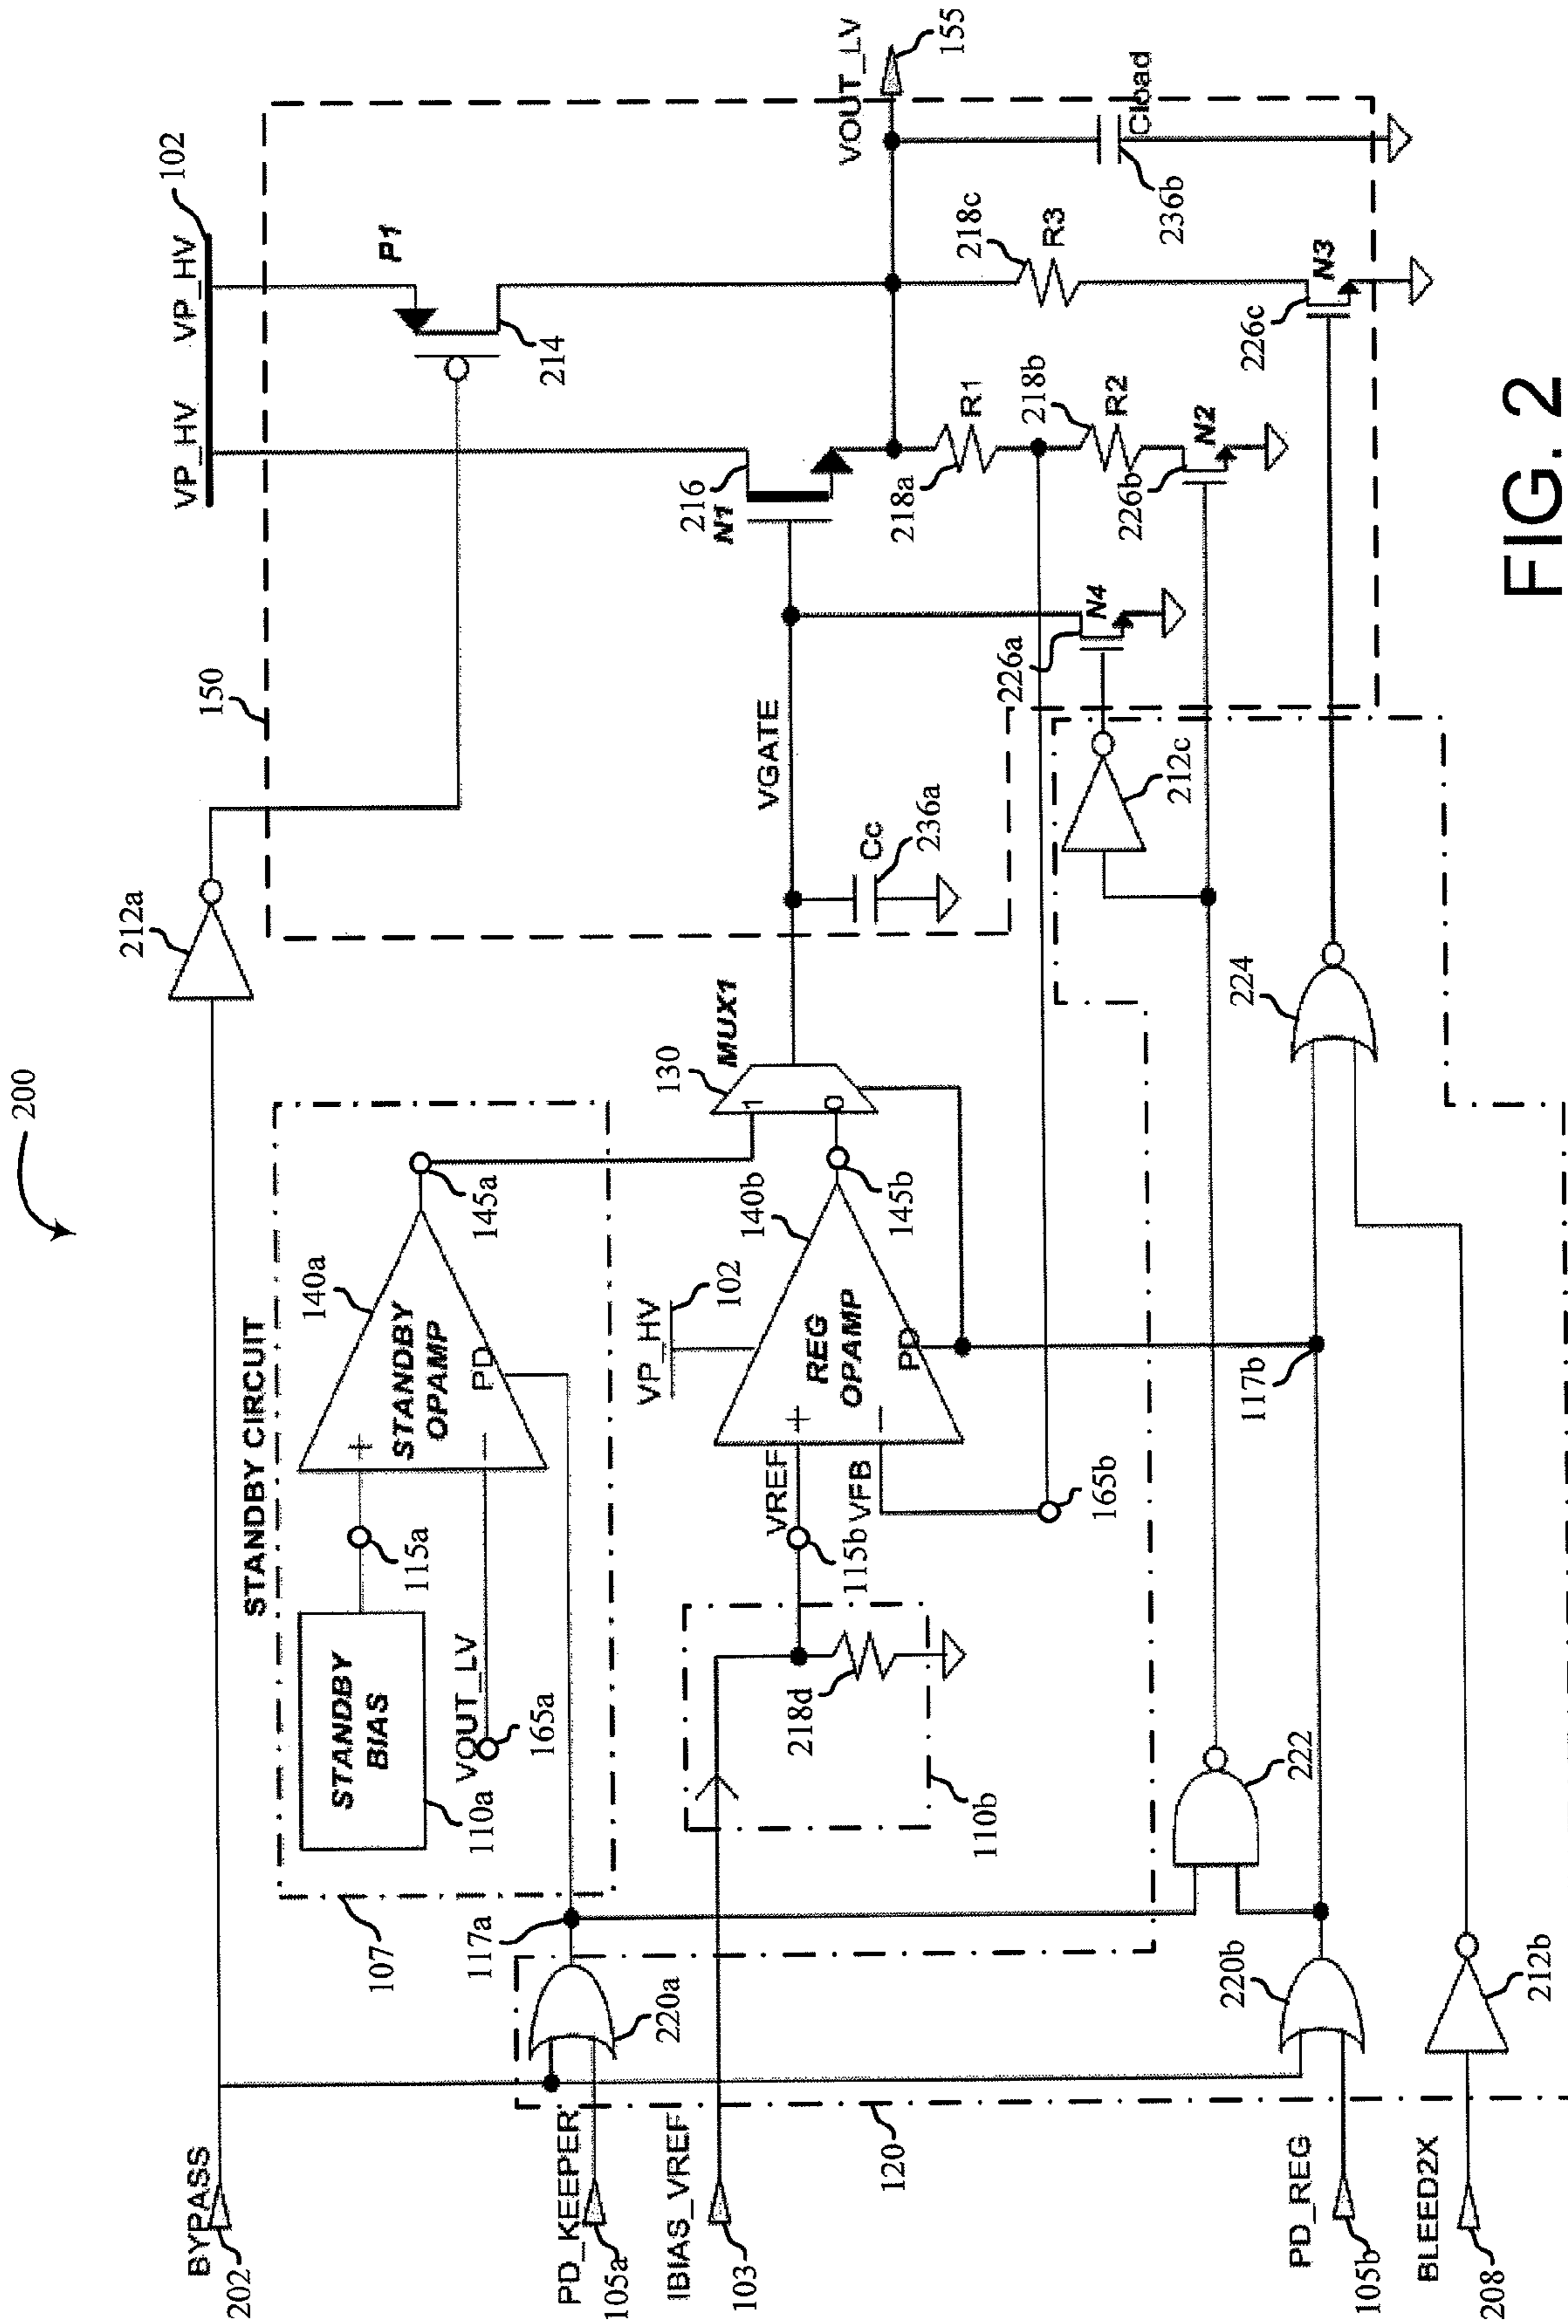 200
BYPASS
202
212a
150
VP_HV
VP_HV
102
P1
214
STANDBY CIRCUIT
107
STANDBY
BIAS
110a
115a
VOUT_LV
165a
140a
+
STANDBY
OPAMP
−
PD
145a
117a
PD_KEEPER
105a
220a
IBIAS_VREF
103
110b
218d
VREF
115b
VFB
165b
VP_HV
102
140b
+
REG
OPAMP
−
PD
145b
130
MUX1
1
0
VGATE
Cc
236a
216
N1
VOUT_LV
155
218a
R1
218b
R2
226b
N2
218c
R3
226c
N3
236b
Cload
226a
N4
212c
120
222
117b
224
PD_REG
105b
220b
BLEED2X
208
212b
FIG. 2